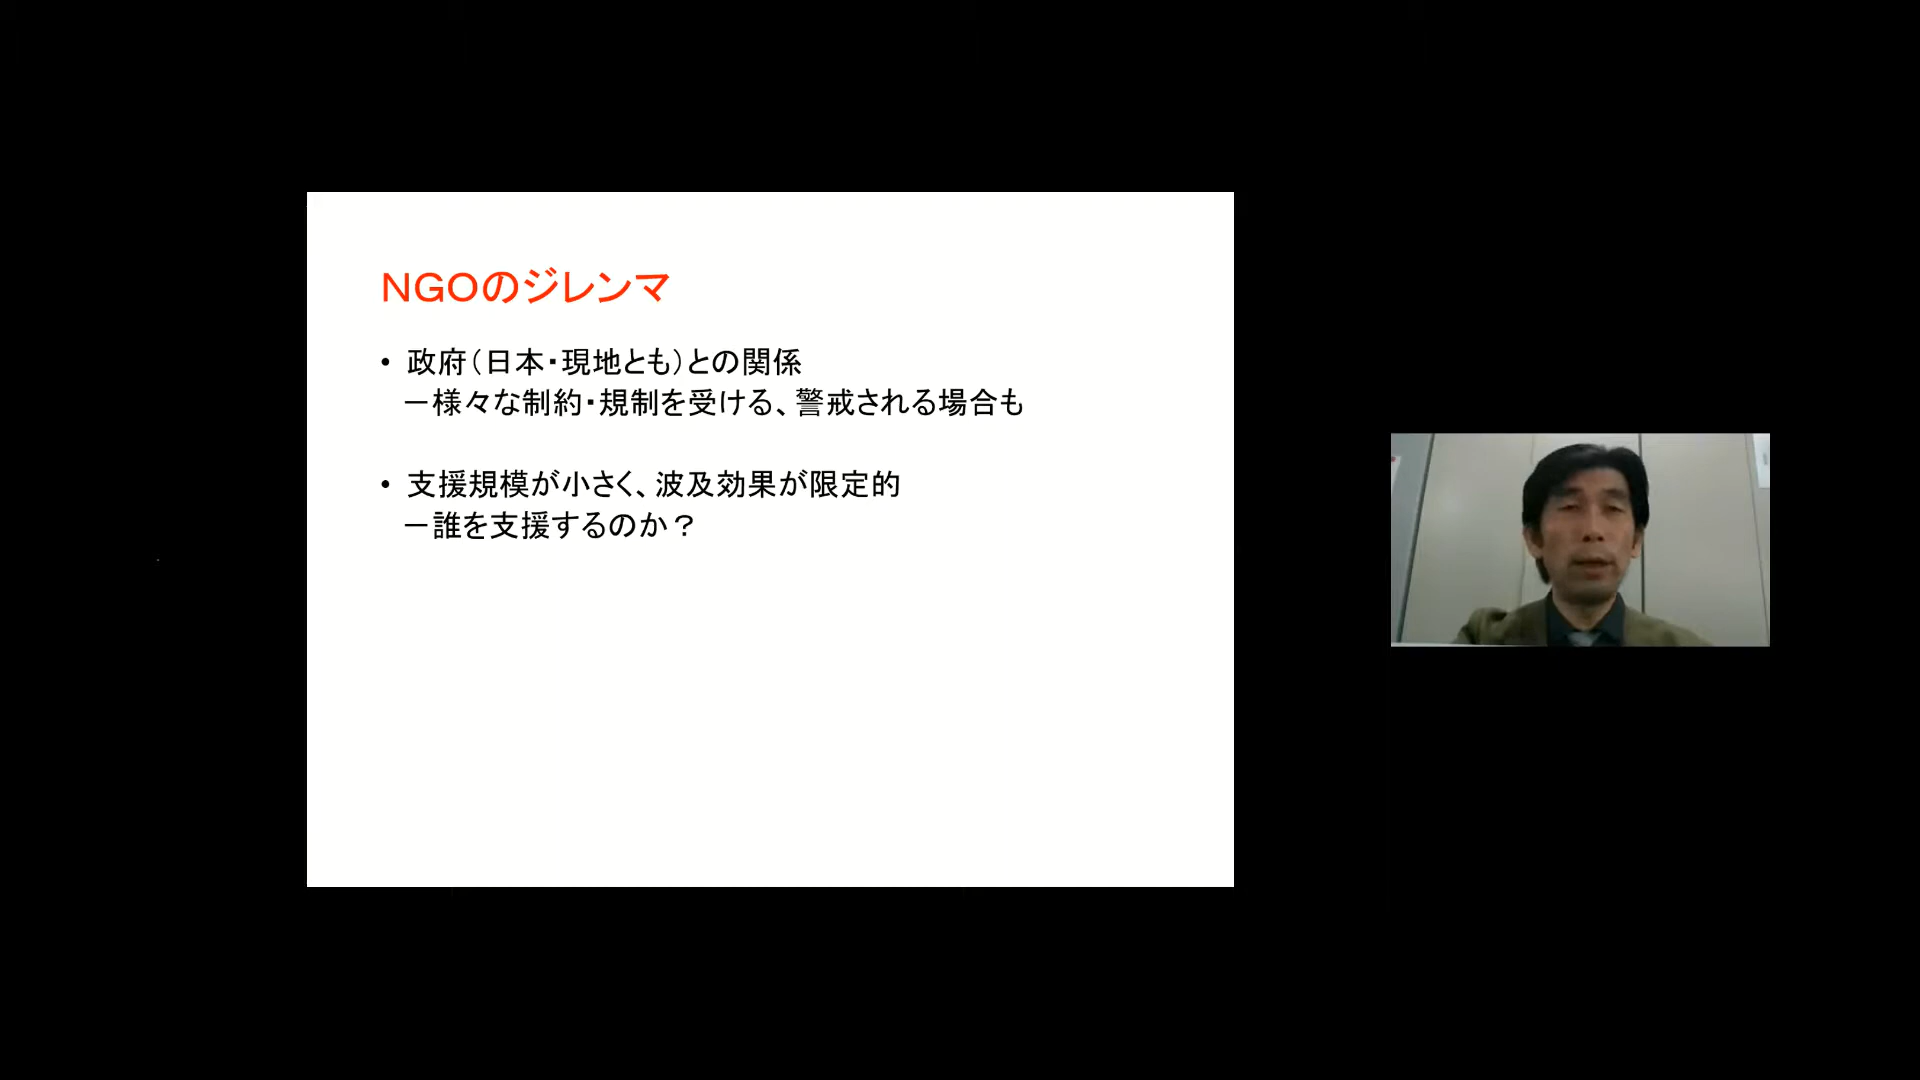 NGOのジレンマ
• 政府(日本・現地とも)との関係
ー様々な制約・規制を受ける、警戒される場合も
• 支援規模が小さく、波及効果が限定的
ー誰を支援するのか?